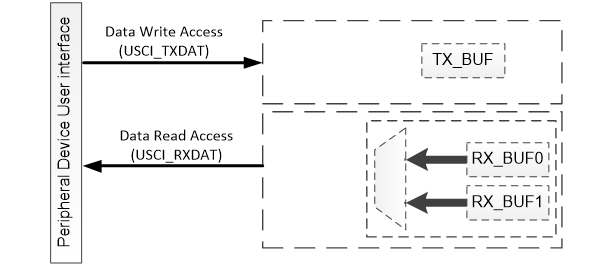 Peripheral Device User interface
Data Write Access
(USCI_TXDAT)
TX_BUF
Data Read Access
(USCI_RXDAT)
RX_BUF0
RX_BUF1